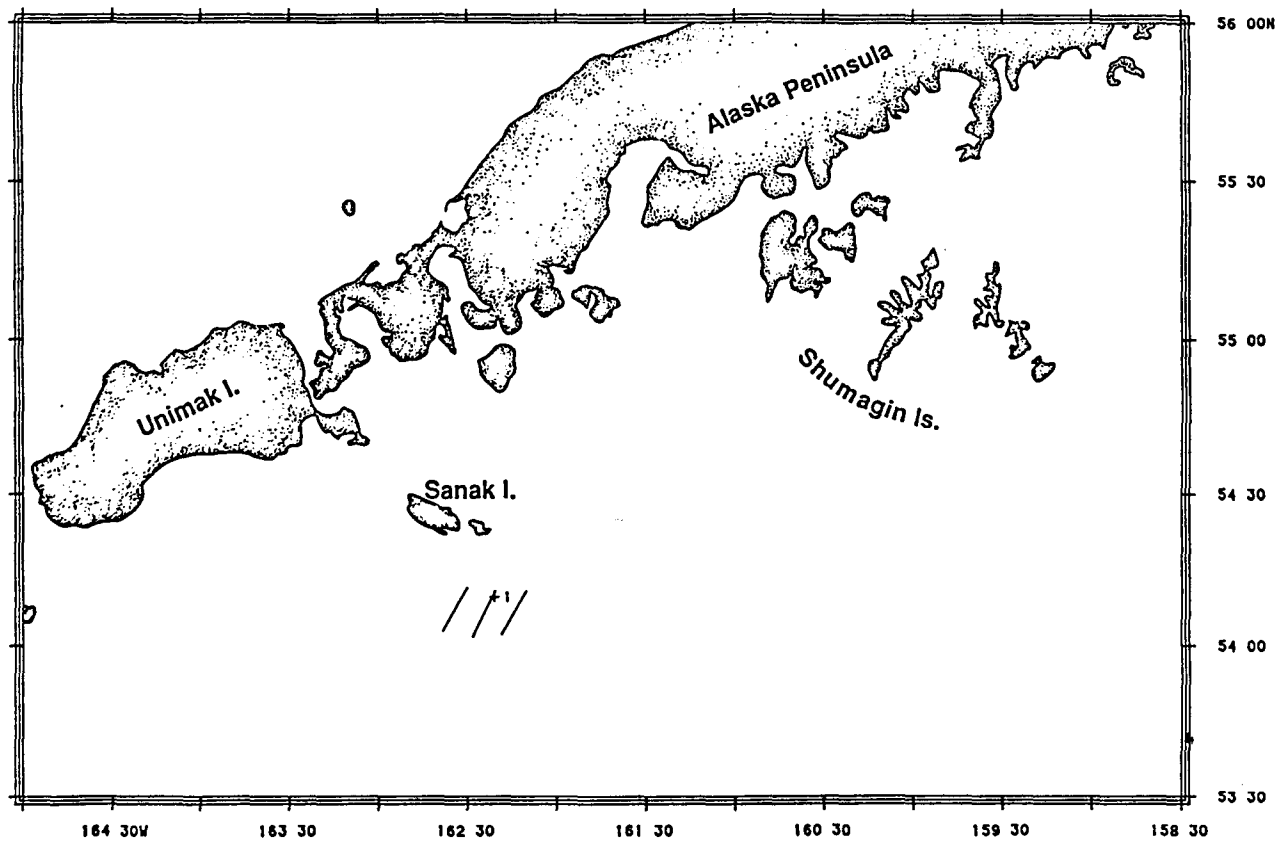 56 00N
Alaska Peninsula
55 30
55 00
Shumagin Is.
Unimak I.
Sanak I.
54 30
+1
54 00
53 30
164 30W 163 30 162 30 161 30 160 30 159 30 158 30